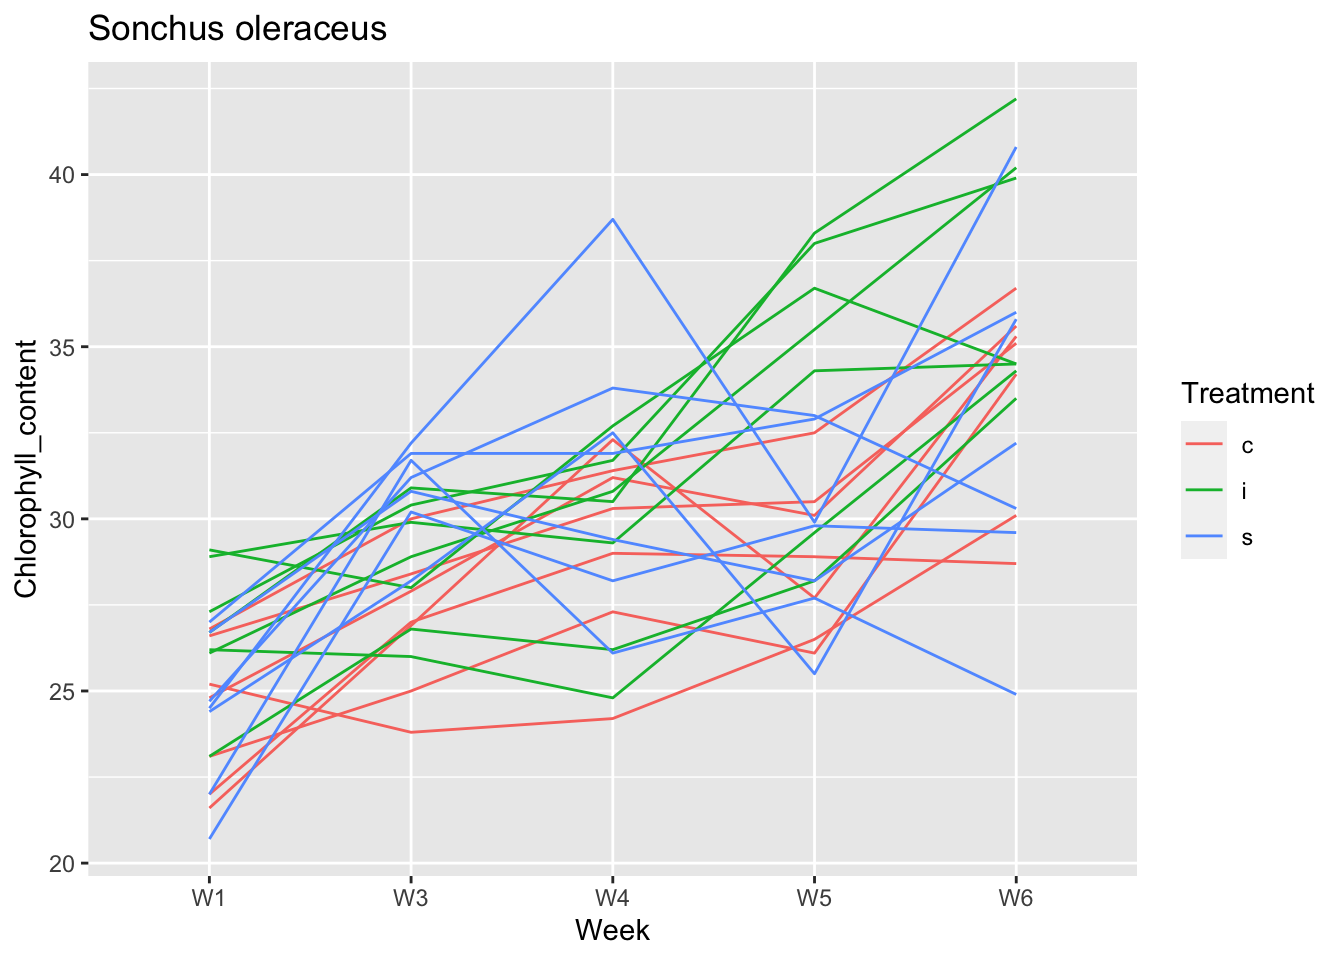 Sonchus oleraceus
Chlorophyll_content
40
35
30
25
20
W1 W3 W4 W5 W6
Week
Treatment
c
i
s